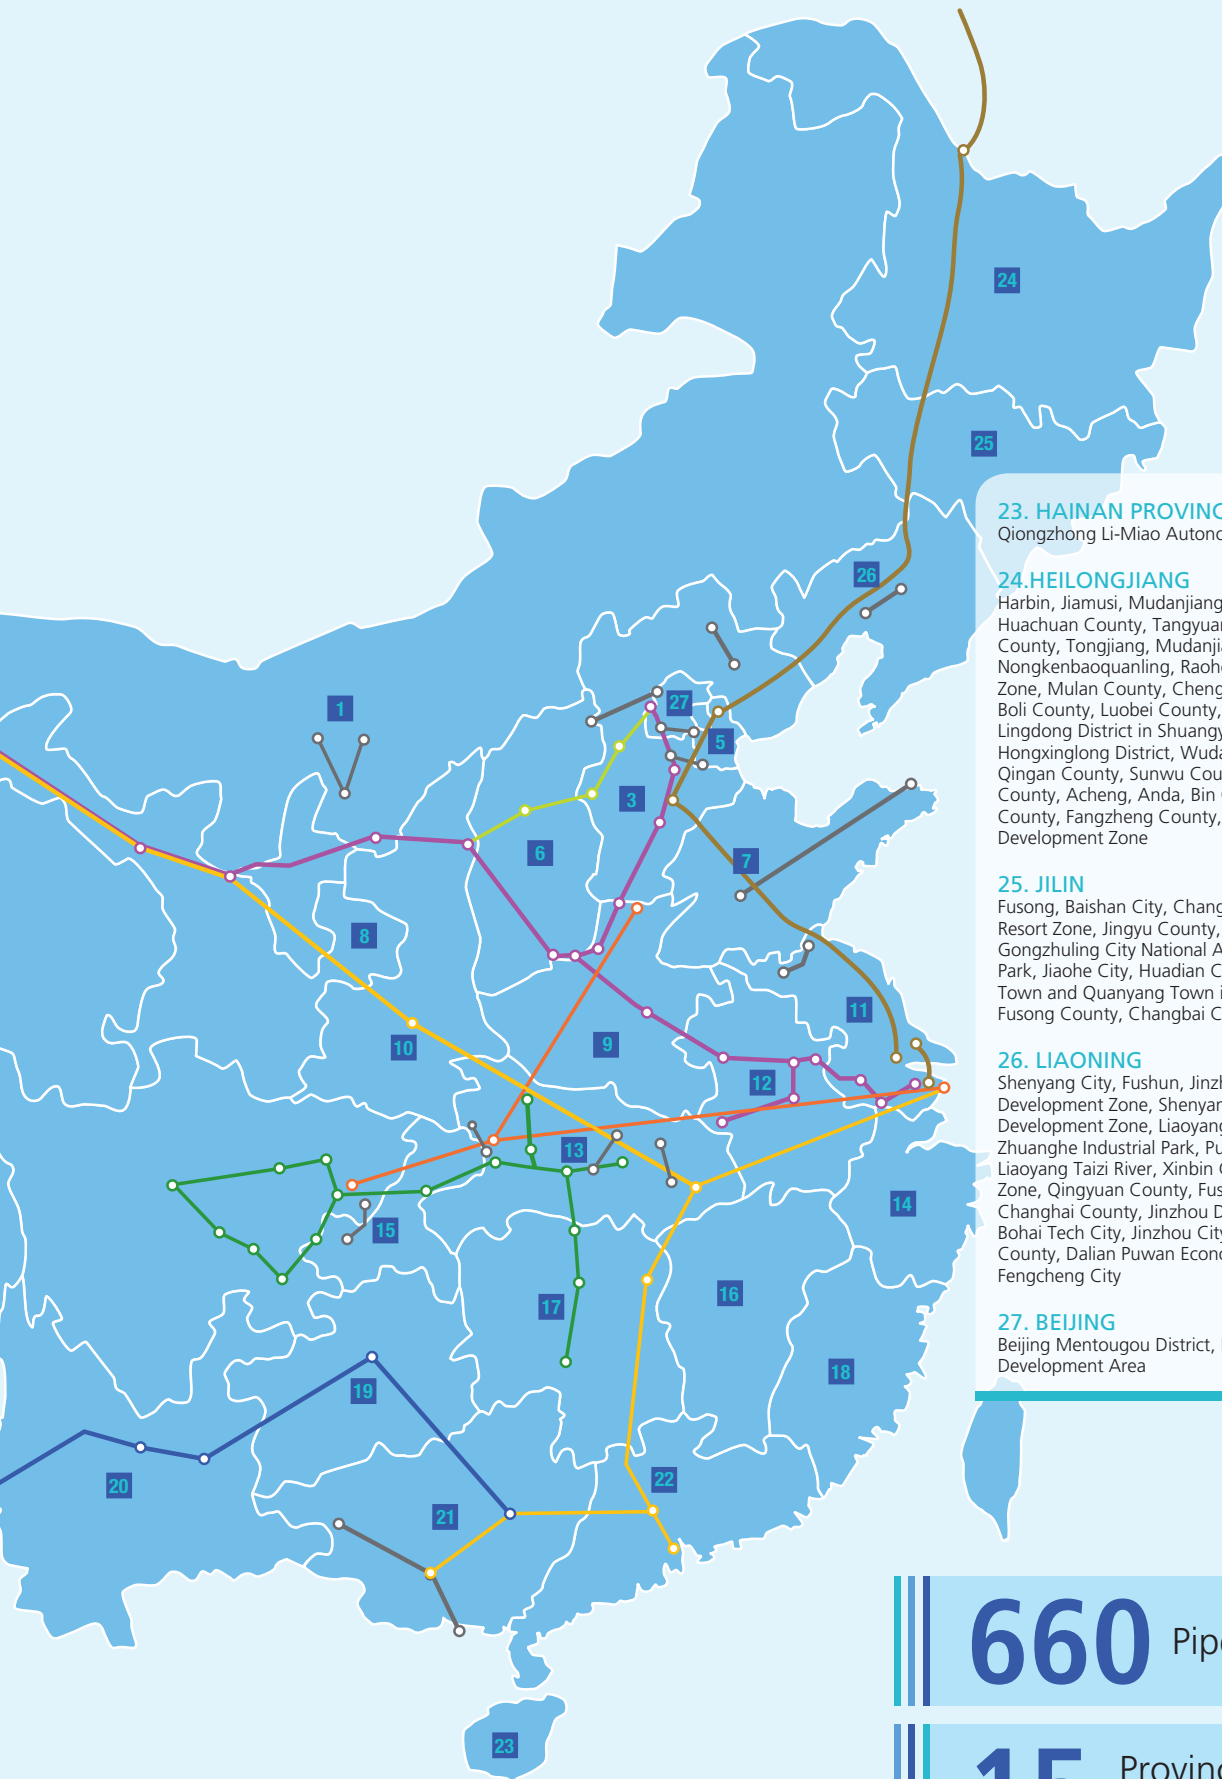 24
25
26
1
27
5
3
6
7
8
11
10
9
12
13
14
15
17
16
18
19
20
22
21
23
23. HAINAN PROVINC
Qiongzhong Li-Miao Autono
24.HEILONGJIANG
Harbin, Jiamusi, Mudanjiang
Huachuan County, Tangyuan
County, Tongjiang, Mudanjia
Nongkenbaoquanling, Raohe
Zone, Mulan County, Cheng
Boli County, Luobei County,
Lingdong District in Shuangy
Hongxinglong District, Wuda
Qingan County, Sunwu Cou
County, Acheng, Anda, Bin
County, Fangzheng County,
Development Zone
25. JILIN
Fusong, Baishan City, Chang
Resort Zone, Jingyu County,
Gongzhuling City National A
Park, Jiaohe City, Huadian C
Town and Quanyang Town i
Fusong County, Changbai C
26. LIAONING
Shenyang City, Fushun, Jinzh
Development Zone, Shenyan
Development Zone, Liaoyang
Zhuanghe Industrial Park, Pu
Liaoyang Taizi River, Xinbin
Zone, Qingyuan County, Fus
Changhai County, Jinzhou D
Bohai Tech City, Jinzhou City
County, Dalian Puwan Econo
Fengcheng City
27. BEIJING
Beijing Mentougou District,
Development Area
660 Pipe
15 Provinc